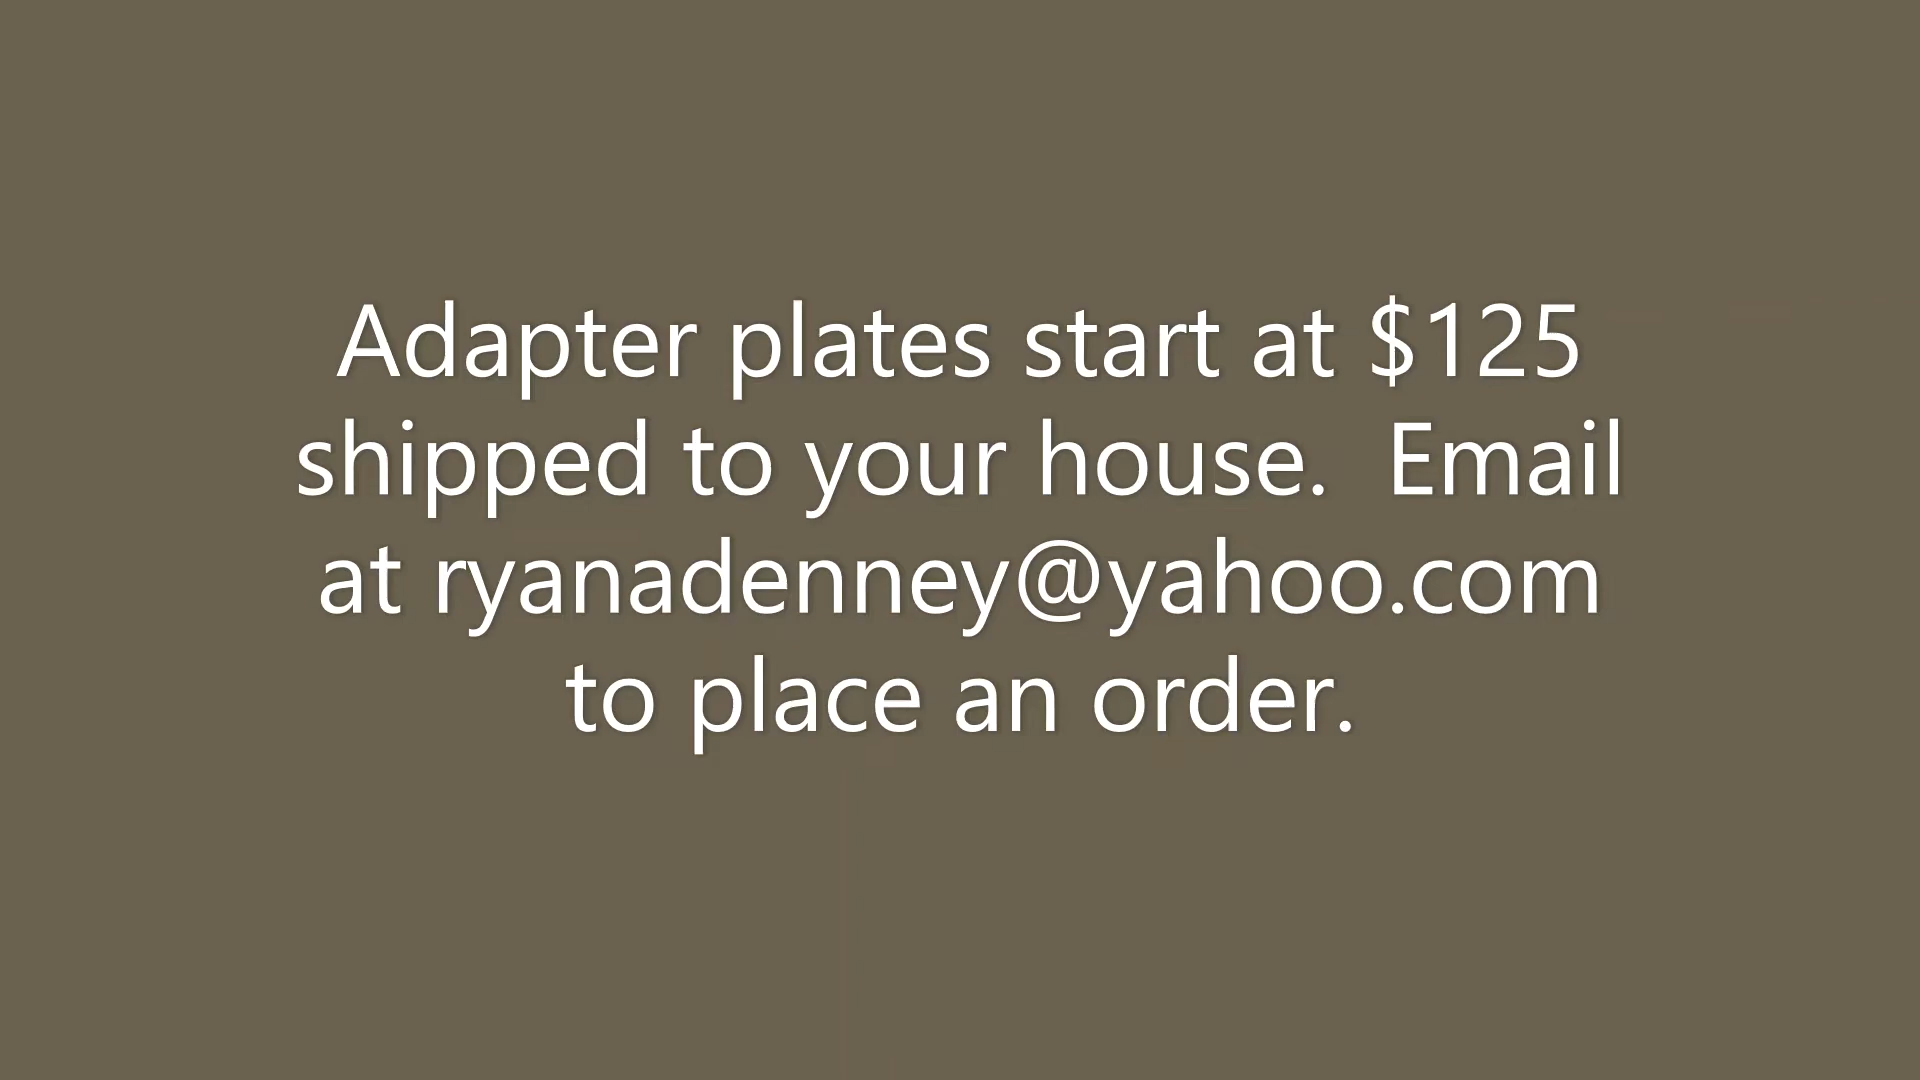 Adapter plates start at $125
shipped to your house.  Email
at ryanadenney@yahoo.com
to place an order.